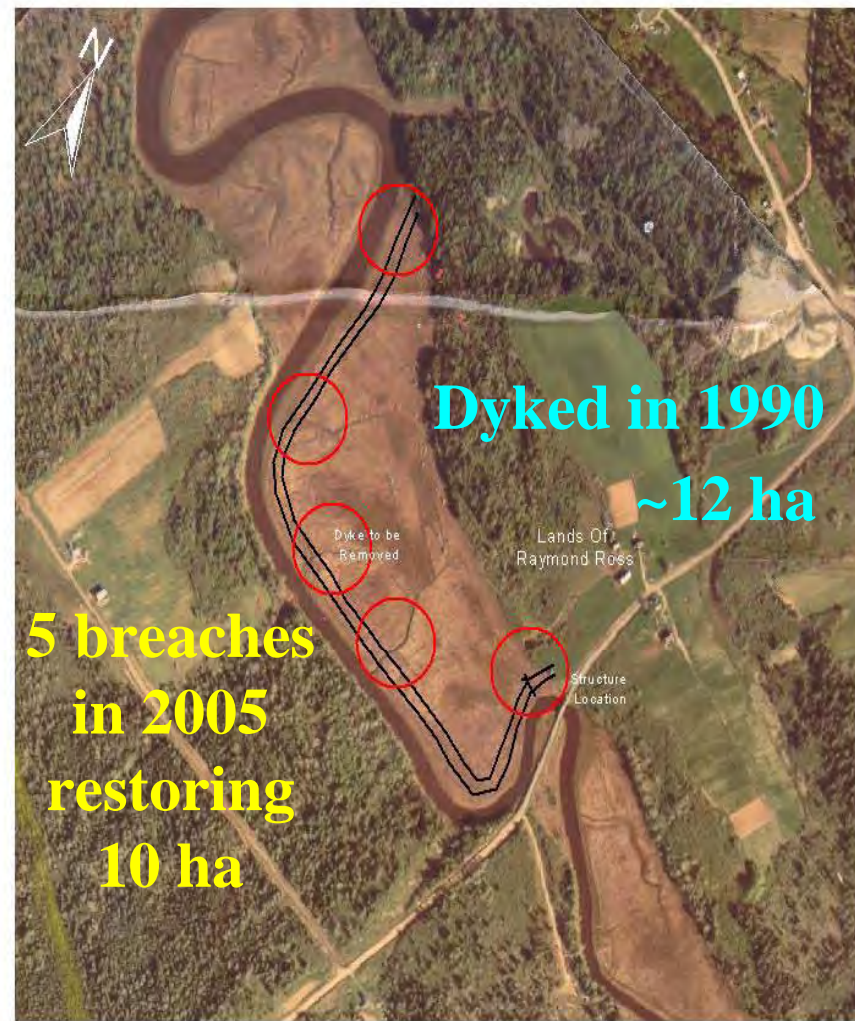 N
Dyked in 1990
~12 ha
Dyke to be
Removed
Lands Of
Raymond Ross
5 breaches
in 2005
restoring
10 ha
Structure
Location